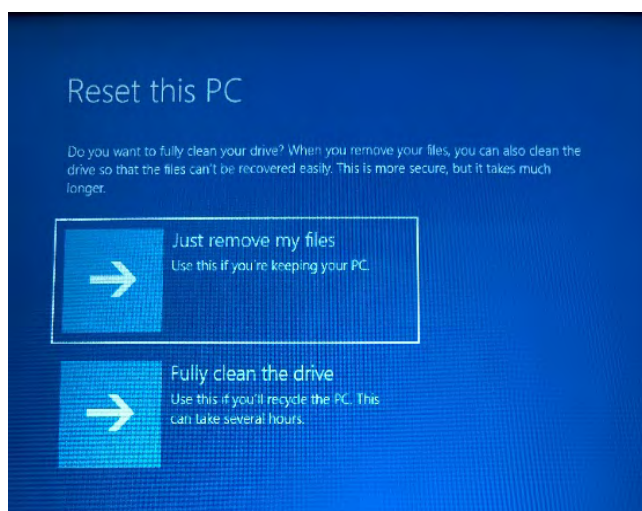 Reset this PC
Do you want to fully clean your drive? When you remove your files, you can also clean the
drive so that the files can't be recovered easily. This is more secure, but it takes much
longer.
Just remove my files
Use this if you're keeping your PC.
Fully clean the drive
Use this if you'll recycle the PC. This
can take several hours.